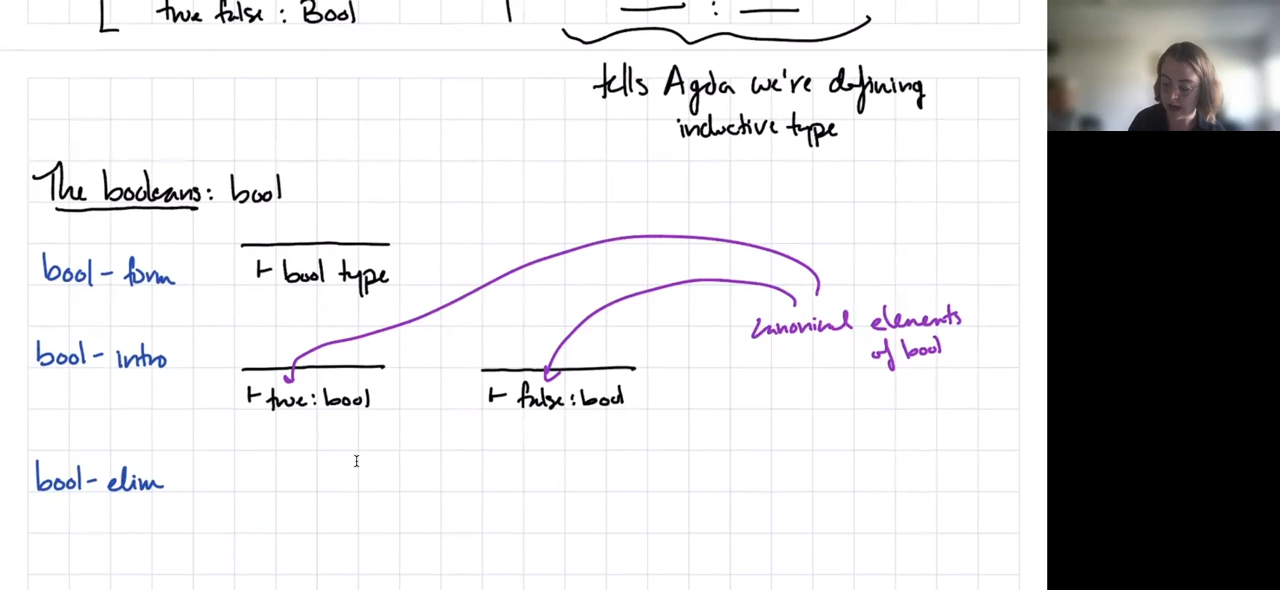 true false : Bool
:
tells Agda we're defining
inductive type
The booleans: bool
bool-form
⊢ bool type
canonical elements
of bool
bool-intro
⊢ true : bool
⊢ false : bool
bool-elim